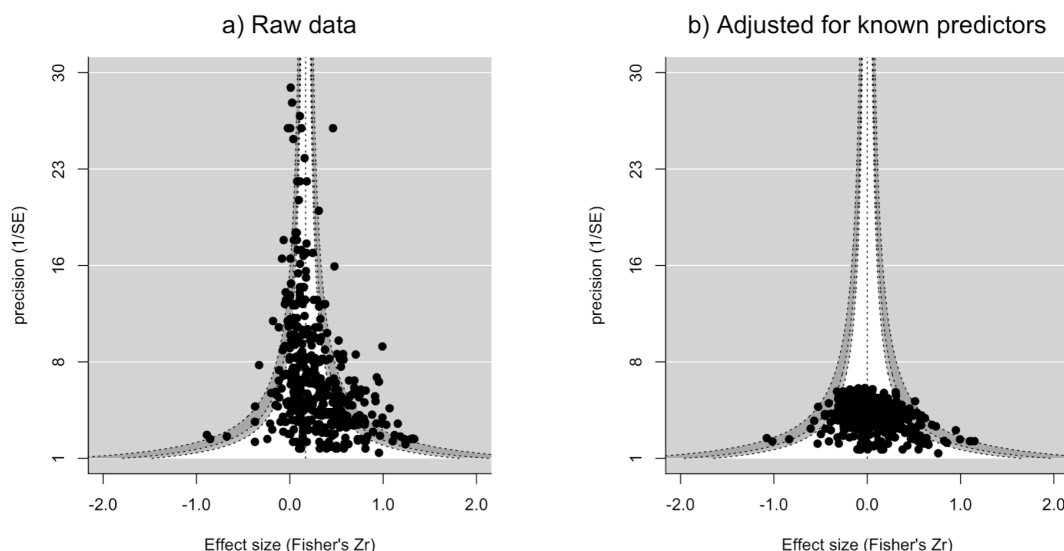 a) Raw data
b) Adjusted for known predictors
precision (1/SE)
30
23
16
8
1
-2.0 -1.0 0.0 1.0 2.0
Effect size (Fisher's Zr)
precision (1/SE)
30
23
16
8
1
-2.0 -1.0 0.0 1.0 2.0
Effect size (Fisher's Zr)